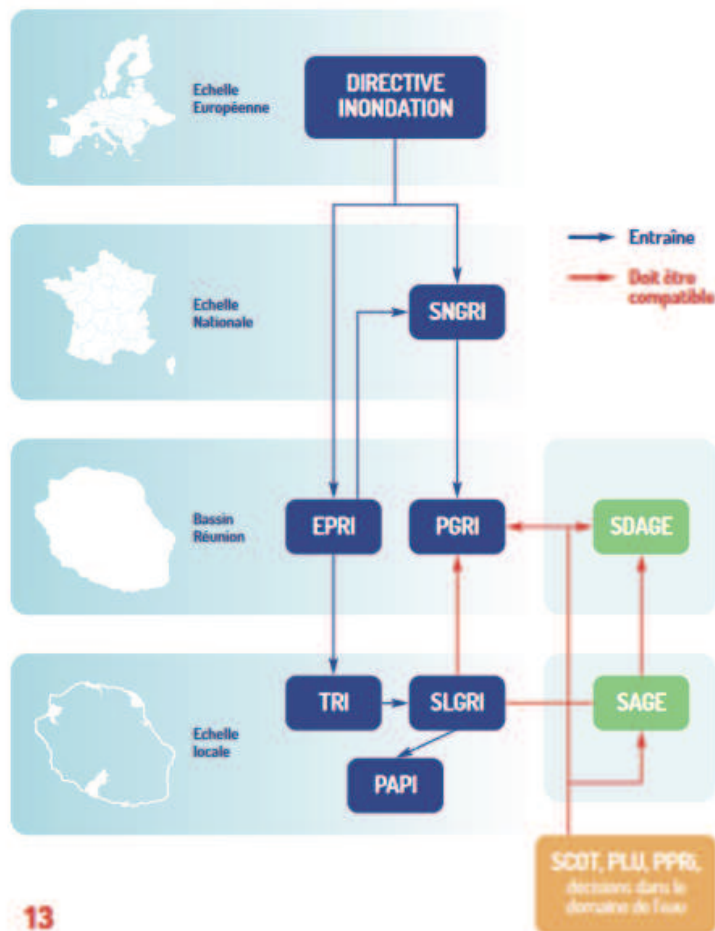 Echelle
Européenne
DIRECTIVE
INONDATION
Echelle
Nationale
SNGRI
Entraîne
Doit être
compatible
Bassin
Réunion
EPRI
PGRI
SDAGE
Echelle
locale
TRI
SLGRI
SAGE
PAPI
SCOT, PLU, PPRi,
décisions dans le
domaine de l'eau
13